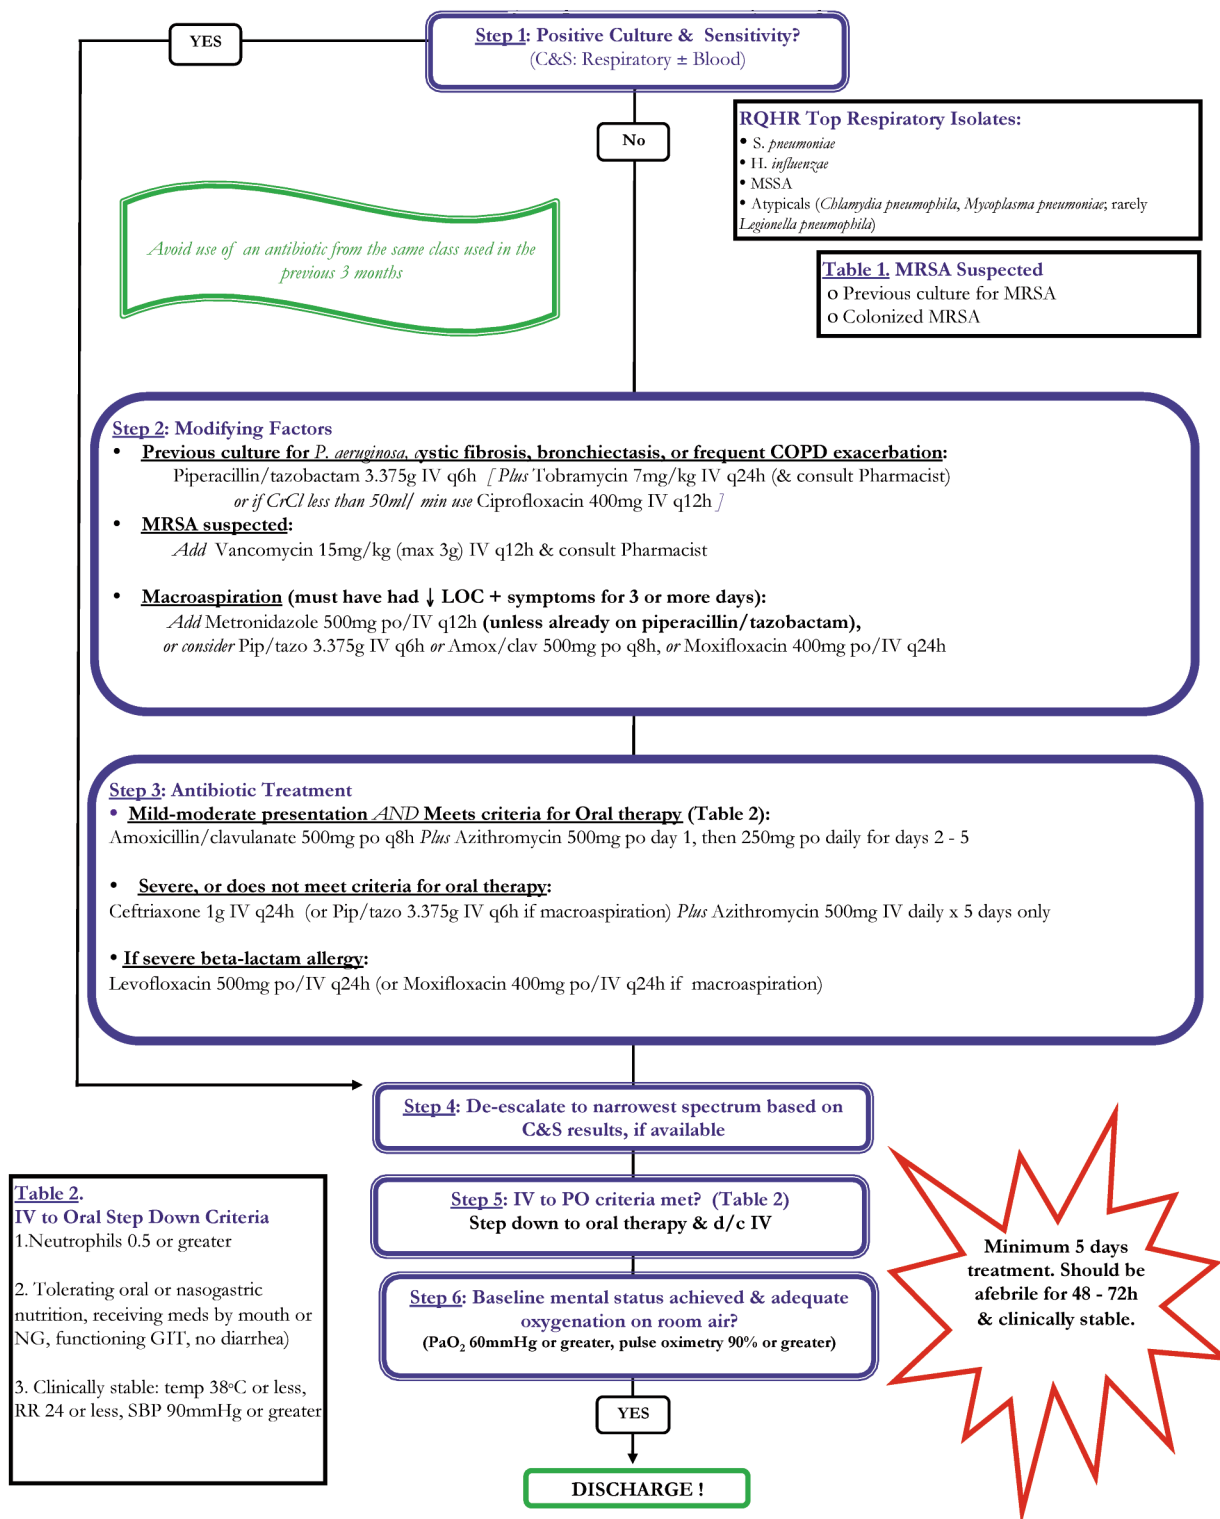 YES
Step 1: Positive Culture & Sensitivity?
(C&S: Respiratory ± Blood)
No
RQHR Top Respiratory Isolates:
• S. pneumoniae
• H. influenzae
• MSSA
• Atypicals (Chlamydia pneumophila, Mycoplasma pneumoniae; rarely
Legionella pneumophila)
Avoid use of an antibiotic from the same class used in the
previous 3 months
Table 1. MRSA Suspected
o Previous culture for MRSA
o Colonized MRSA
Step 2: Modifying Factors
• Previous culture for P. aeruginosa, cystic fibrosis, bronchiectasis, or frequent COPD exacerbation:
Piperacillin/tazobactam 3.375g IV q6h [ Plus Tobramycin 7mg/kg IV q24h (& consult Pharmacist)
or if CrCl less than 50ml/ min use Ciprofloxacin 400mg IV q12h ]
• MRSA suspected:
Add Vancomycin 15mg/kg (max 3g) IV q12h & consult Pharmacist
• Macroaspiration (must have had ↓ LOC + symptoms for 3 or more days):
Add Metronidazole 500mg po/IV q12h (unless already on piperacillin/tazobactam),
or consider Pip/tazo 3.375g IV q6h or Amox/clav 500mg po q8h, or Moxifloxacin 400mg po/IV q24h
Step 3: Antibiotic Treatment
• Mild-moderate presentation AND Meets criteria for Oral therapy (Table 2):
Amoxicillin/clavulanate 500mg po q8h Plus Azithromycin 500mg po day 1, then 250mg po daily for days 2 - 5
• Severe, or does not meet criteria for oral therapy:
Ceftriaxone 1g IV q24h (or Pip/tazo 3.375g IV q6h if macroaspiration) Plus Azithromycin 500mg IV daily x 5 days only
• If severe beta-lactam allergy:
Levofloxacin 500mg po/IV q24h (or Moxifloxacin 400mg po/IV q24h if macroaspiration)
Step 4: De-escalate to narrowest spectrum based on
C&S results, if available
Step 5: IV to PO criteria met? (Table 2)
Step down to oral therapy & d/c IV
Step 6: Baseline mental status achieved & adequate
oxygenation on room air?
(PaO2 60mmHg or greater, pulse oximetry 90% or greater)
YES
DISCHARGE !
Table 2.
IV to Oral Step Down Criteria
1.Neutrophils 0.5 or greater
2. Tolerating oral or nasogastric
nutrition, receiving meds by mouth or
NG, functioning GIT, no diarrhea)
3. Clinically stable: temp 38°C or less,
RR 24 or less, SBP 90mmHg or greater
Minimum 5 days
treatment. Should be
afebrile for 48 - 72h
& clinically stable.